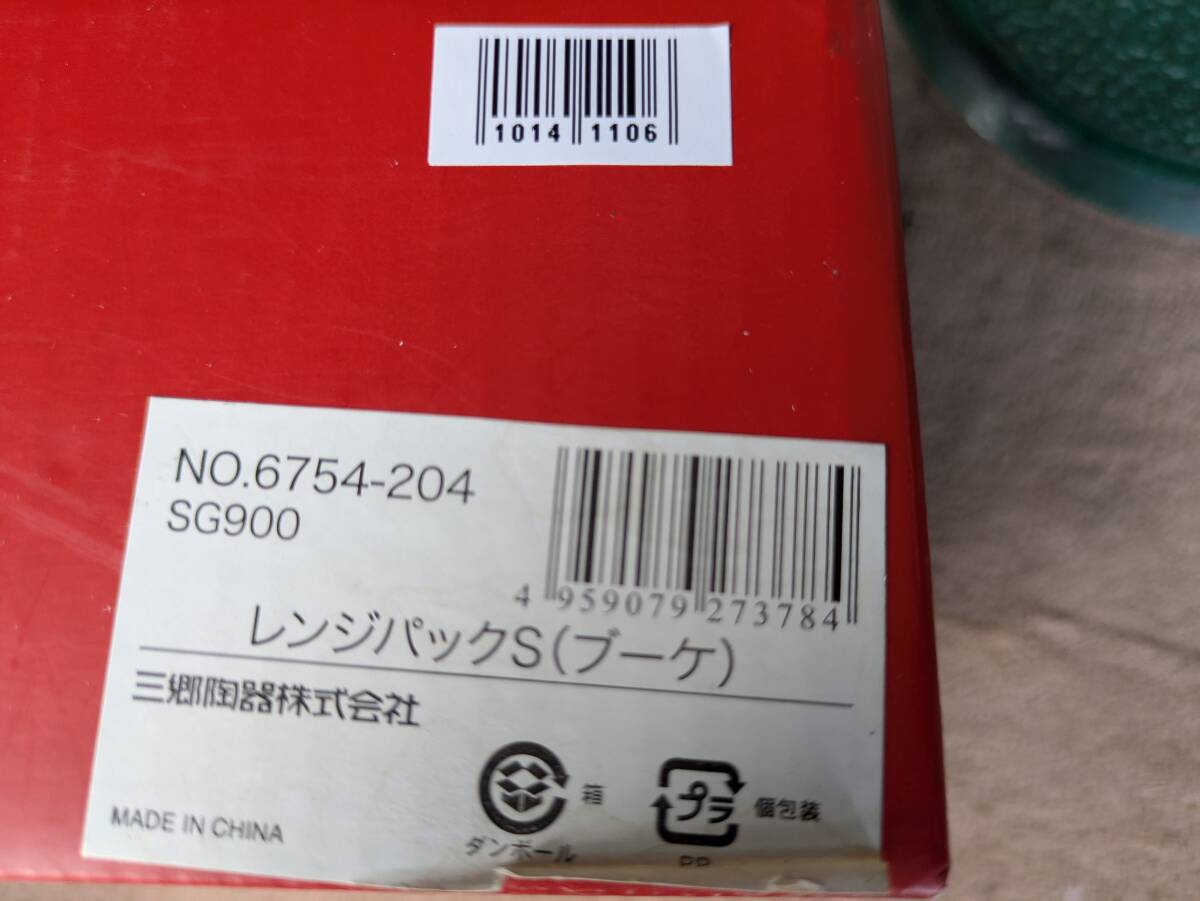 1014 1106
NO.6754-204
SG900
4 959079 273784
レンジパックS(ブーケ)
三郷陶器株式会社
箱
プラ
個包装
ダンボール
PP
MADE IN CHINA